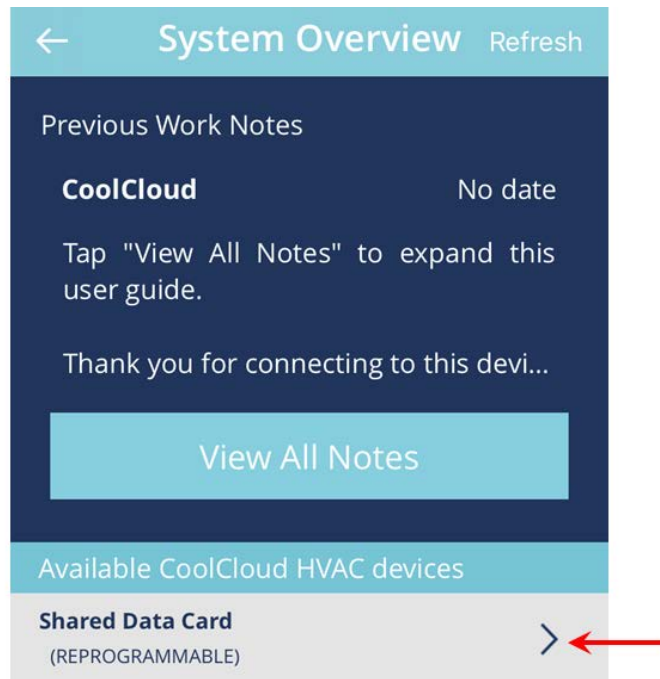 System Overview Refresh
Previous Work Notes
CoolCloud No date
Tap "View All Notes" to expand this
user guide.
Thank you for connecting to this devi...
View All Notes
Available CoolCloud HVAC devices
Shared Data Card
(REPROGRAMMABLE)